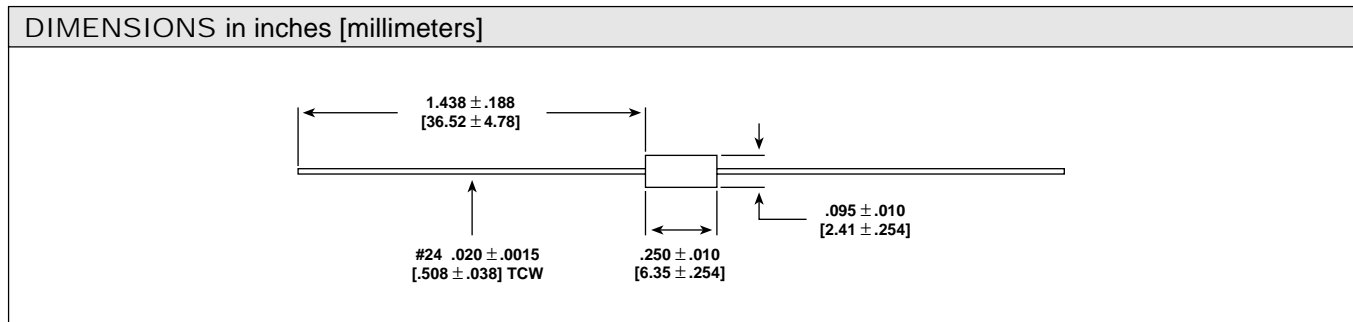 DIMENSIONS in inches [millimeters]
1.438 ± .188
[36.52 ± 4.78]
.095 ± .010
[2.41 ± .254]
#24 .020 ± .0015
[.508 ± .038] TCW
.250 ± .010
[6.35 ± .254]